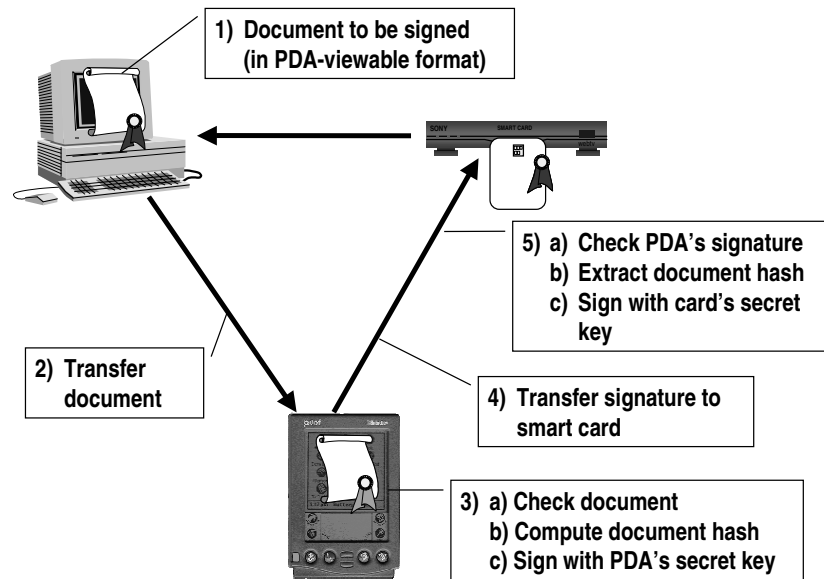 1) Document to be signed
(in PDA-viewable format)
SONY
SMART CARD
5) a) Check PDA's signature
b) Extract document hash
c) Sign with card's secret
key
2) Transfer
document
4) Transfer signature to
smart card
3) a) Check document
b) Compute document hash
c) Sign with PDA's secret key